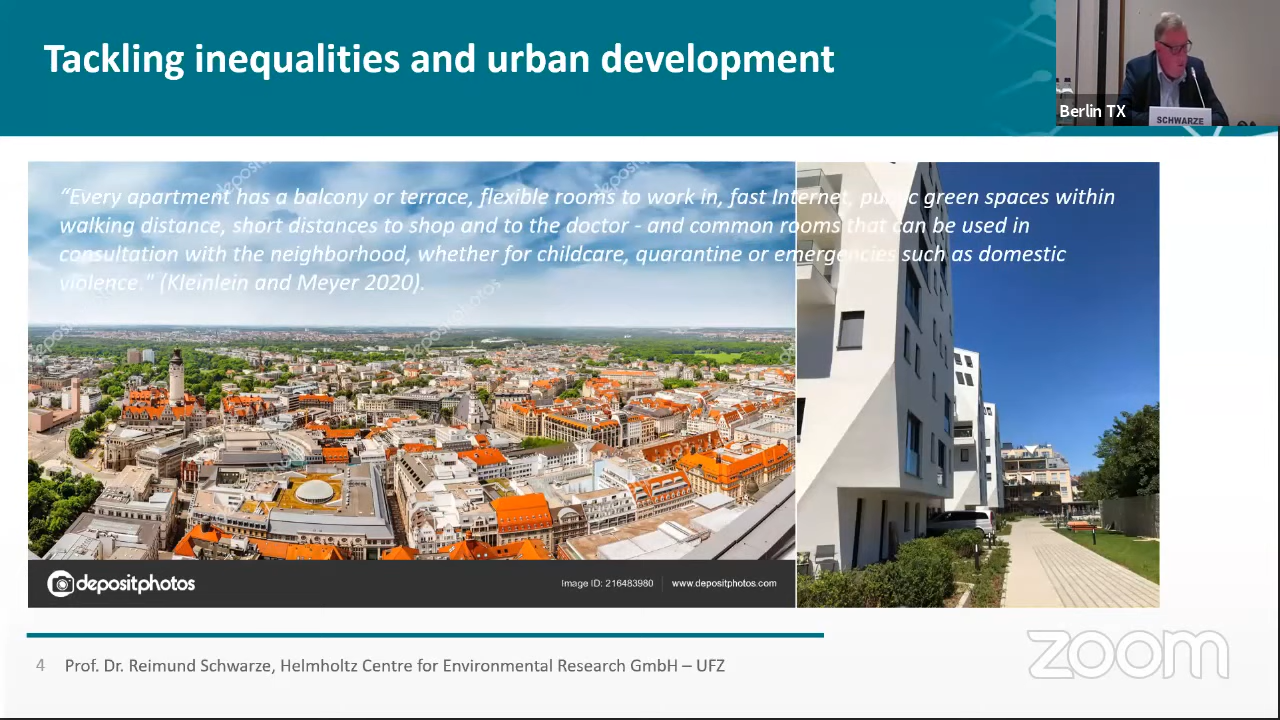 Tackling inequalities and urban development
Berlin TX
SCHWARZE
“Every apartment has a balcony or terrace, flexible rooms to work in, fast Internet, public green spaces within
walking distance, short distances to shop and to the doctor - and common rooms that can be used in
consultation with the neighborhood, whether for childcare, quarantine or emergencies such as domestic
violence." (Kleinlein and Meyer 2020).
depositphotos
Image ID: 216483980
www.depositphotos.com
4 Prof. Dr. Reimund Schwarze, Helmholtz Centre for Environmental Research GmbH – UFZ
zoom